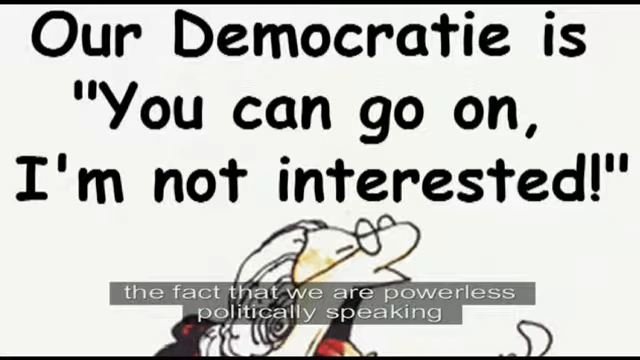 Our Democratie is
"You can go on,
I'm not interested!"
the fact that we are powerless
politically speaking